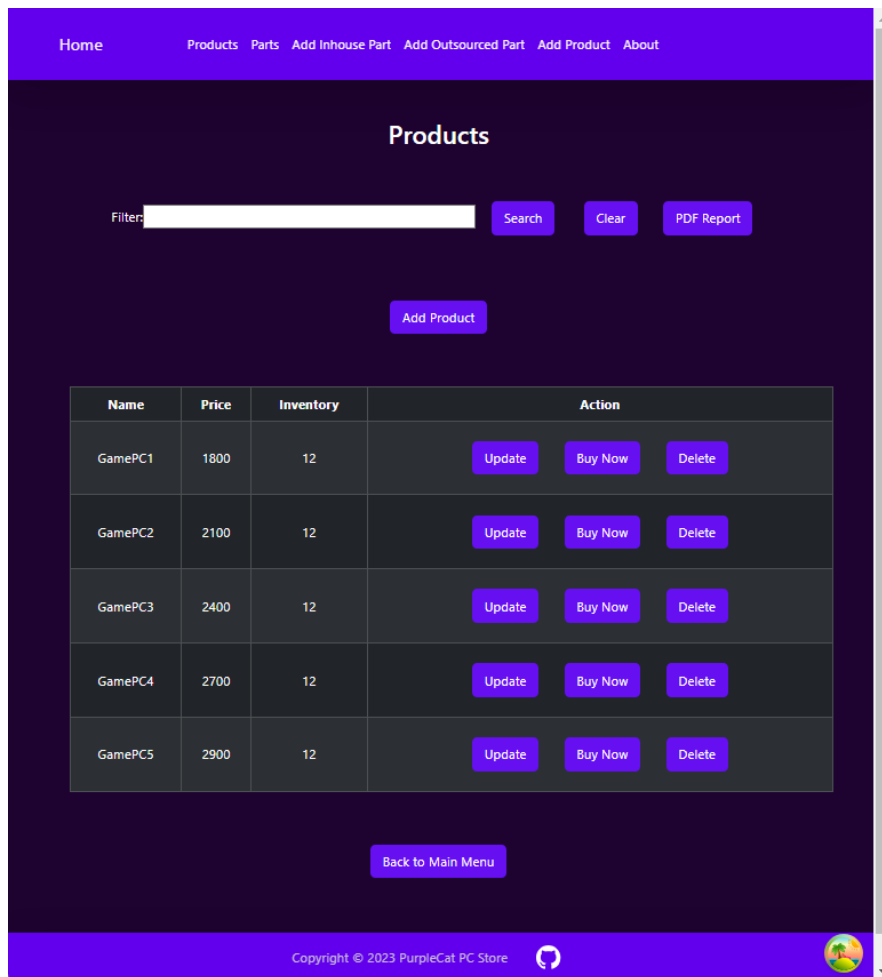 Home Products Parts Add Inhouse Part Add Outsourced Part Add Product About
Products
Filter: Search Clear PDF Report
Add Product
Name Price Inventory Action
GamePC1 1800 12 Update Buy Now Delete
GamePC2 2100 12 Update Buy Now Delete
GamePC3 2400 12 Update Buy Now Delete
GamePC4 2700 12 Update Buy Now Delete
GamePC5 2900 12 Update Buy Now Delete
Back to Main Menu
Copyright © 2023 PurpleCat PC Store